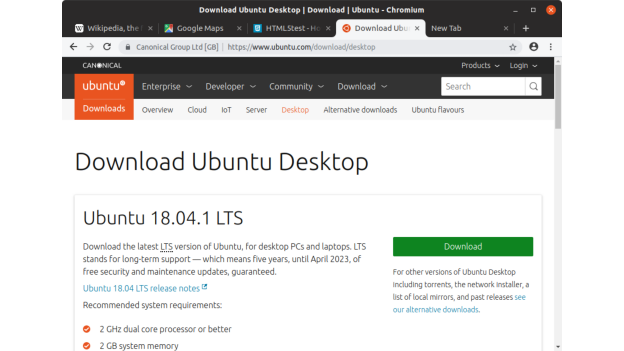 Download Ubuntu Desktop | Download | Ubuntu - Chromium
Wikipedia, the
Google Maps
HTML5test - Ho
Download Ubu
New Tab
Canonical Group Ltd [GB] | https://www.ubuntu.com/download/desktop
CANONICAL
Products
Login
ubuntu
Enterprise
Developer
Community
Download
Search
Downloads
Overview
Cloud
IoT
Server
Desktop
Alternative downloads
Ubuntu flavours
Download Ubuntu Desktop
Ubuntu 18.04.1 LTS
Download the latest LTS version of Ubuntu, for desktop PCs and laptops. LTS
stands for long-term support — which means five years, until April 2023, of
free security and maintenance updates, guaranteed.
Ubuntu 18.04 LTS release notes
Recommended system requirements:
2 GHz dual core processor or better
2 GB system memory
Download
For other versions of Ubuntu Desktop
including torrents, the network installer, a
list of local mirrors, and past releases see
our alternative downloads.